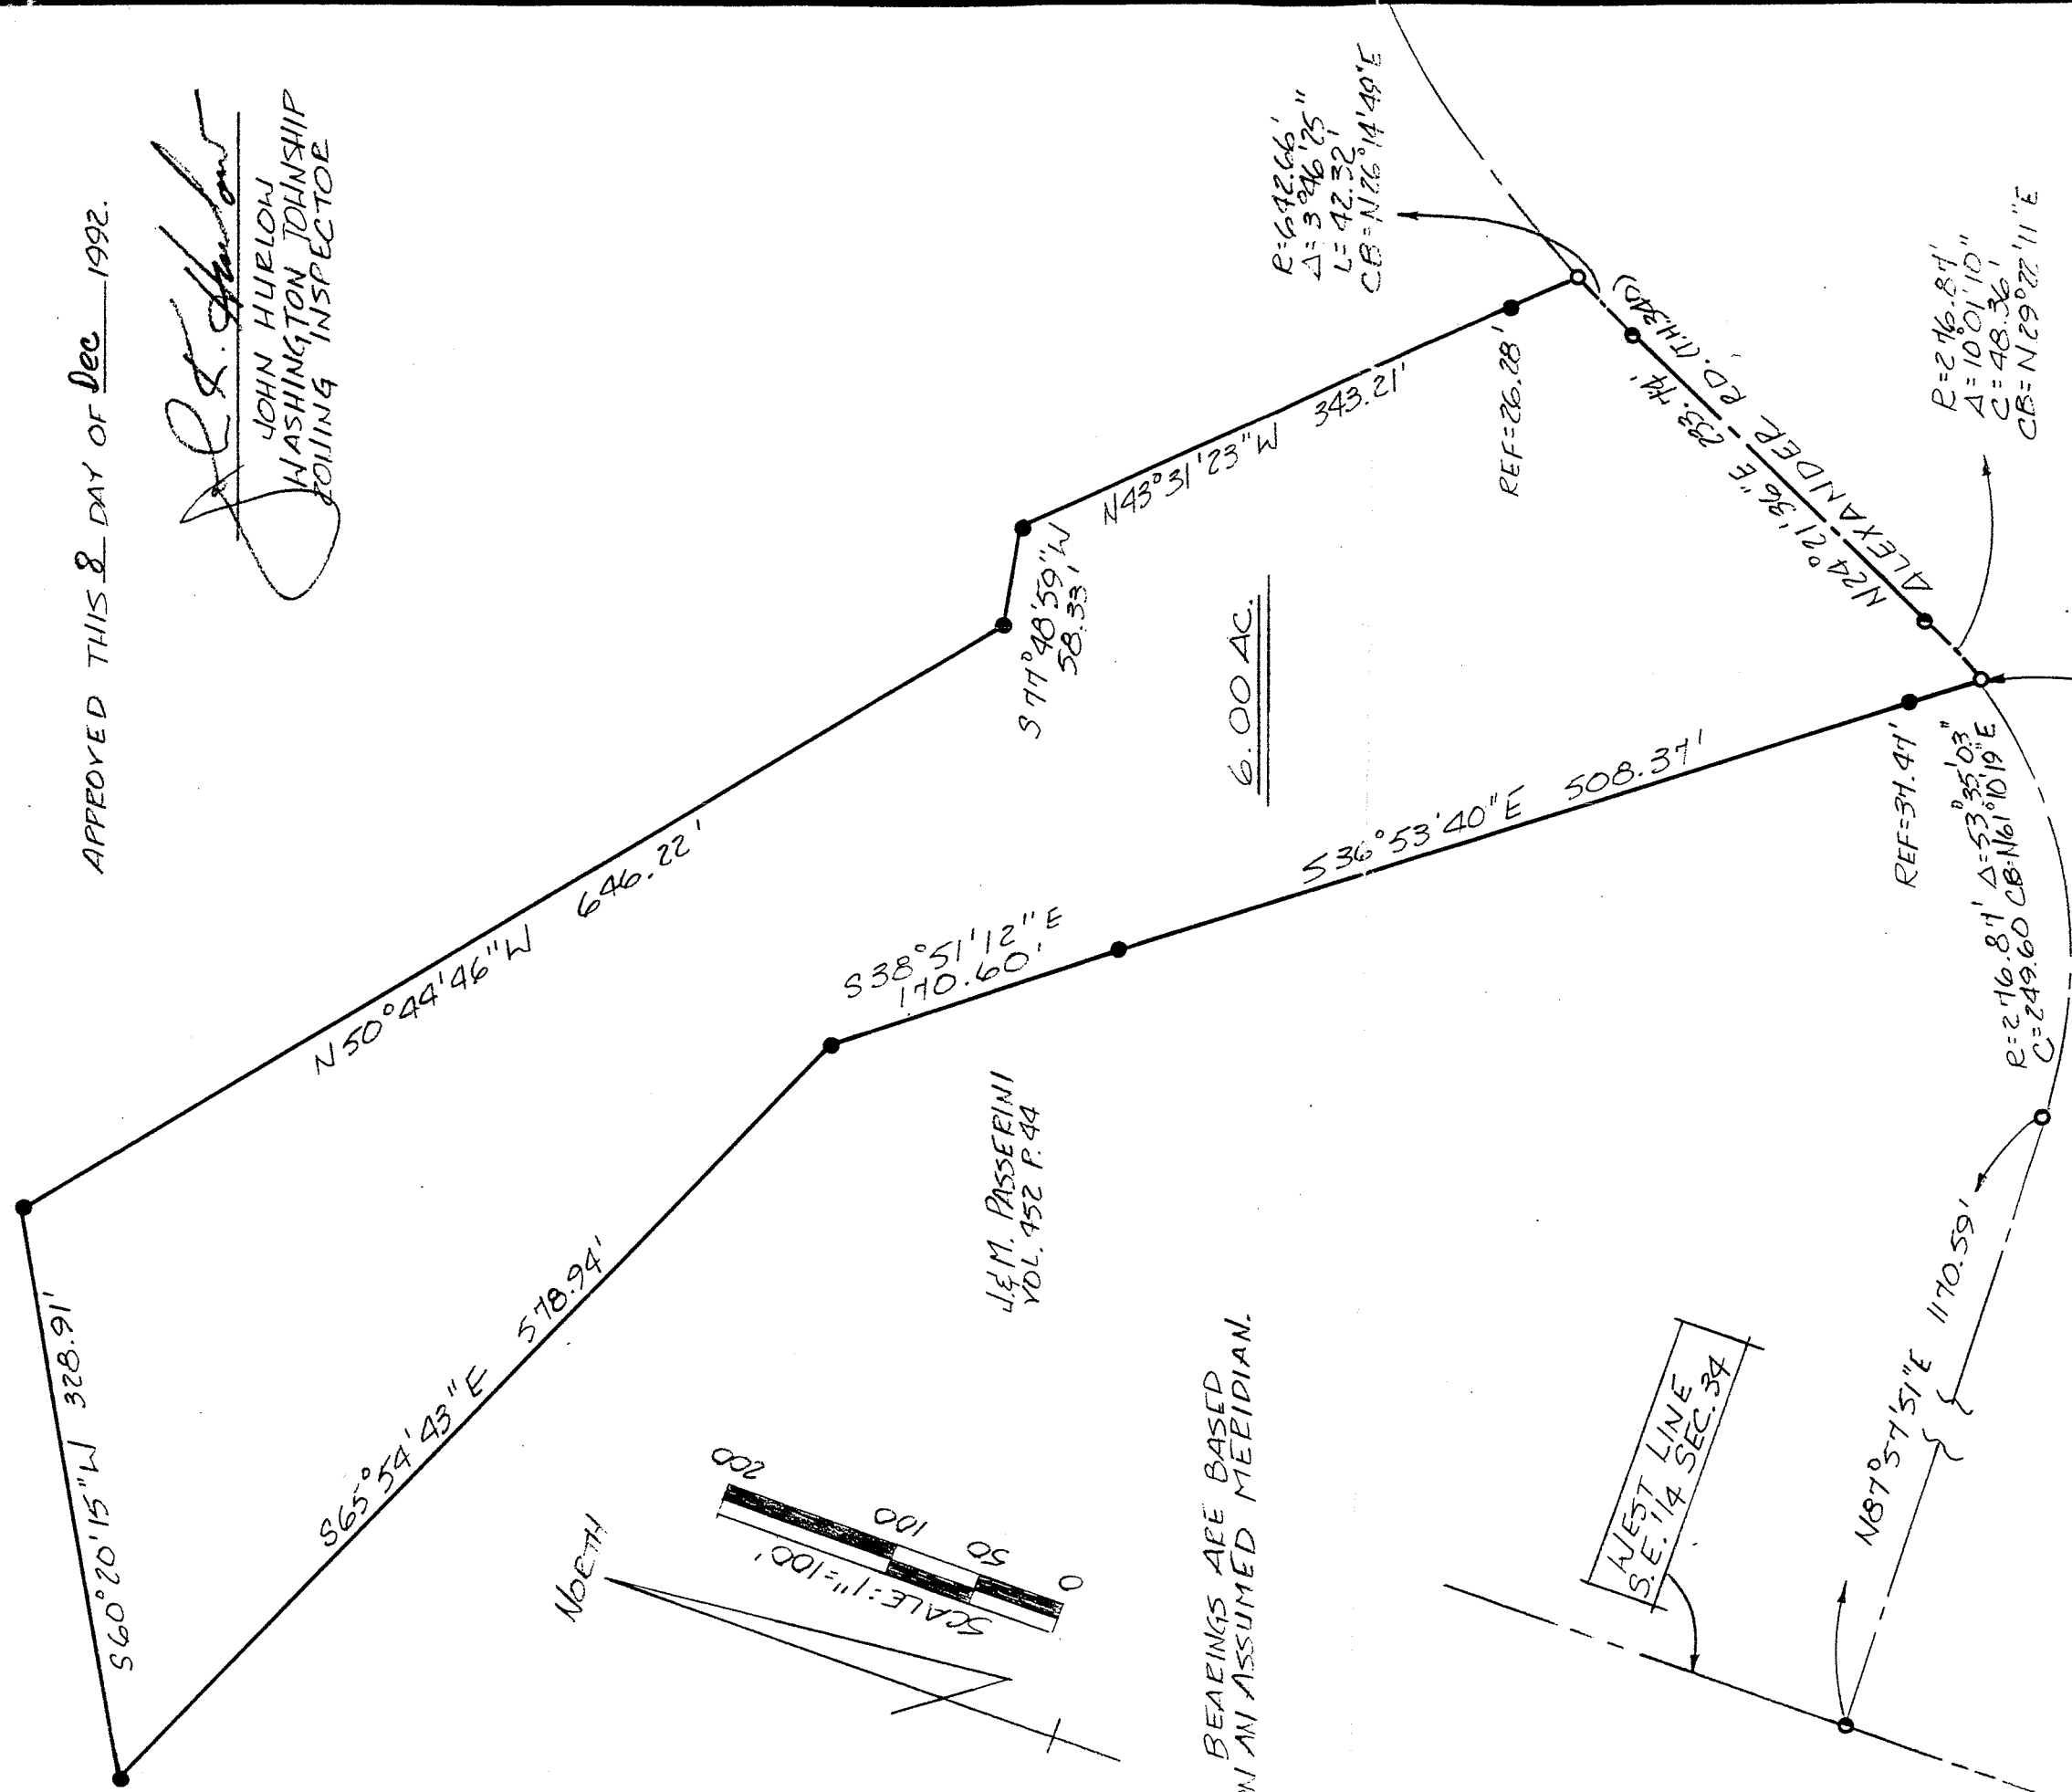 APPROVED THIS 8 DAY OF Dec 1992.
JOHN HURLOW
WASHINGTON TOWNSHIP
ZONING INSPECTOR
R=642.66'
Δ=3°46'25"
L=42.32'
CB=N26°14'49"E
N43°31'23"W 343.21'
REF=26.28'
S77°48'59"W
58.33'
N24°21'36"E 233.74'
ALEXANDER RD. (T.H.340)
R=276.87'
Δ=10°01'10"
C=48.36'
CB=N29°22'11"E
6.00 AC.
N50°44'46"W 646.22'
S60°20'15"W 328.91'
S65°54'43"E 578.94'
S38°51'12"E
170.60'
S36°53'40"E 508.37'
REF=37.47'
R=276.87' Δ=53°35'03"
C=249.60 CB=N61°10'19"E
J.&M. PASSERINI
VOL. 452 P. 44
NORTH
SCALE: 1"=100'
0 50 100 200
BEARINGS ARE BASED
ON AN ASSUMED MERIDIAN.
WEST LINE
S.E. 1/4 SEC. 34
N87°57'51"E 1170.59'